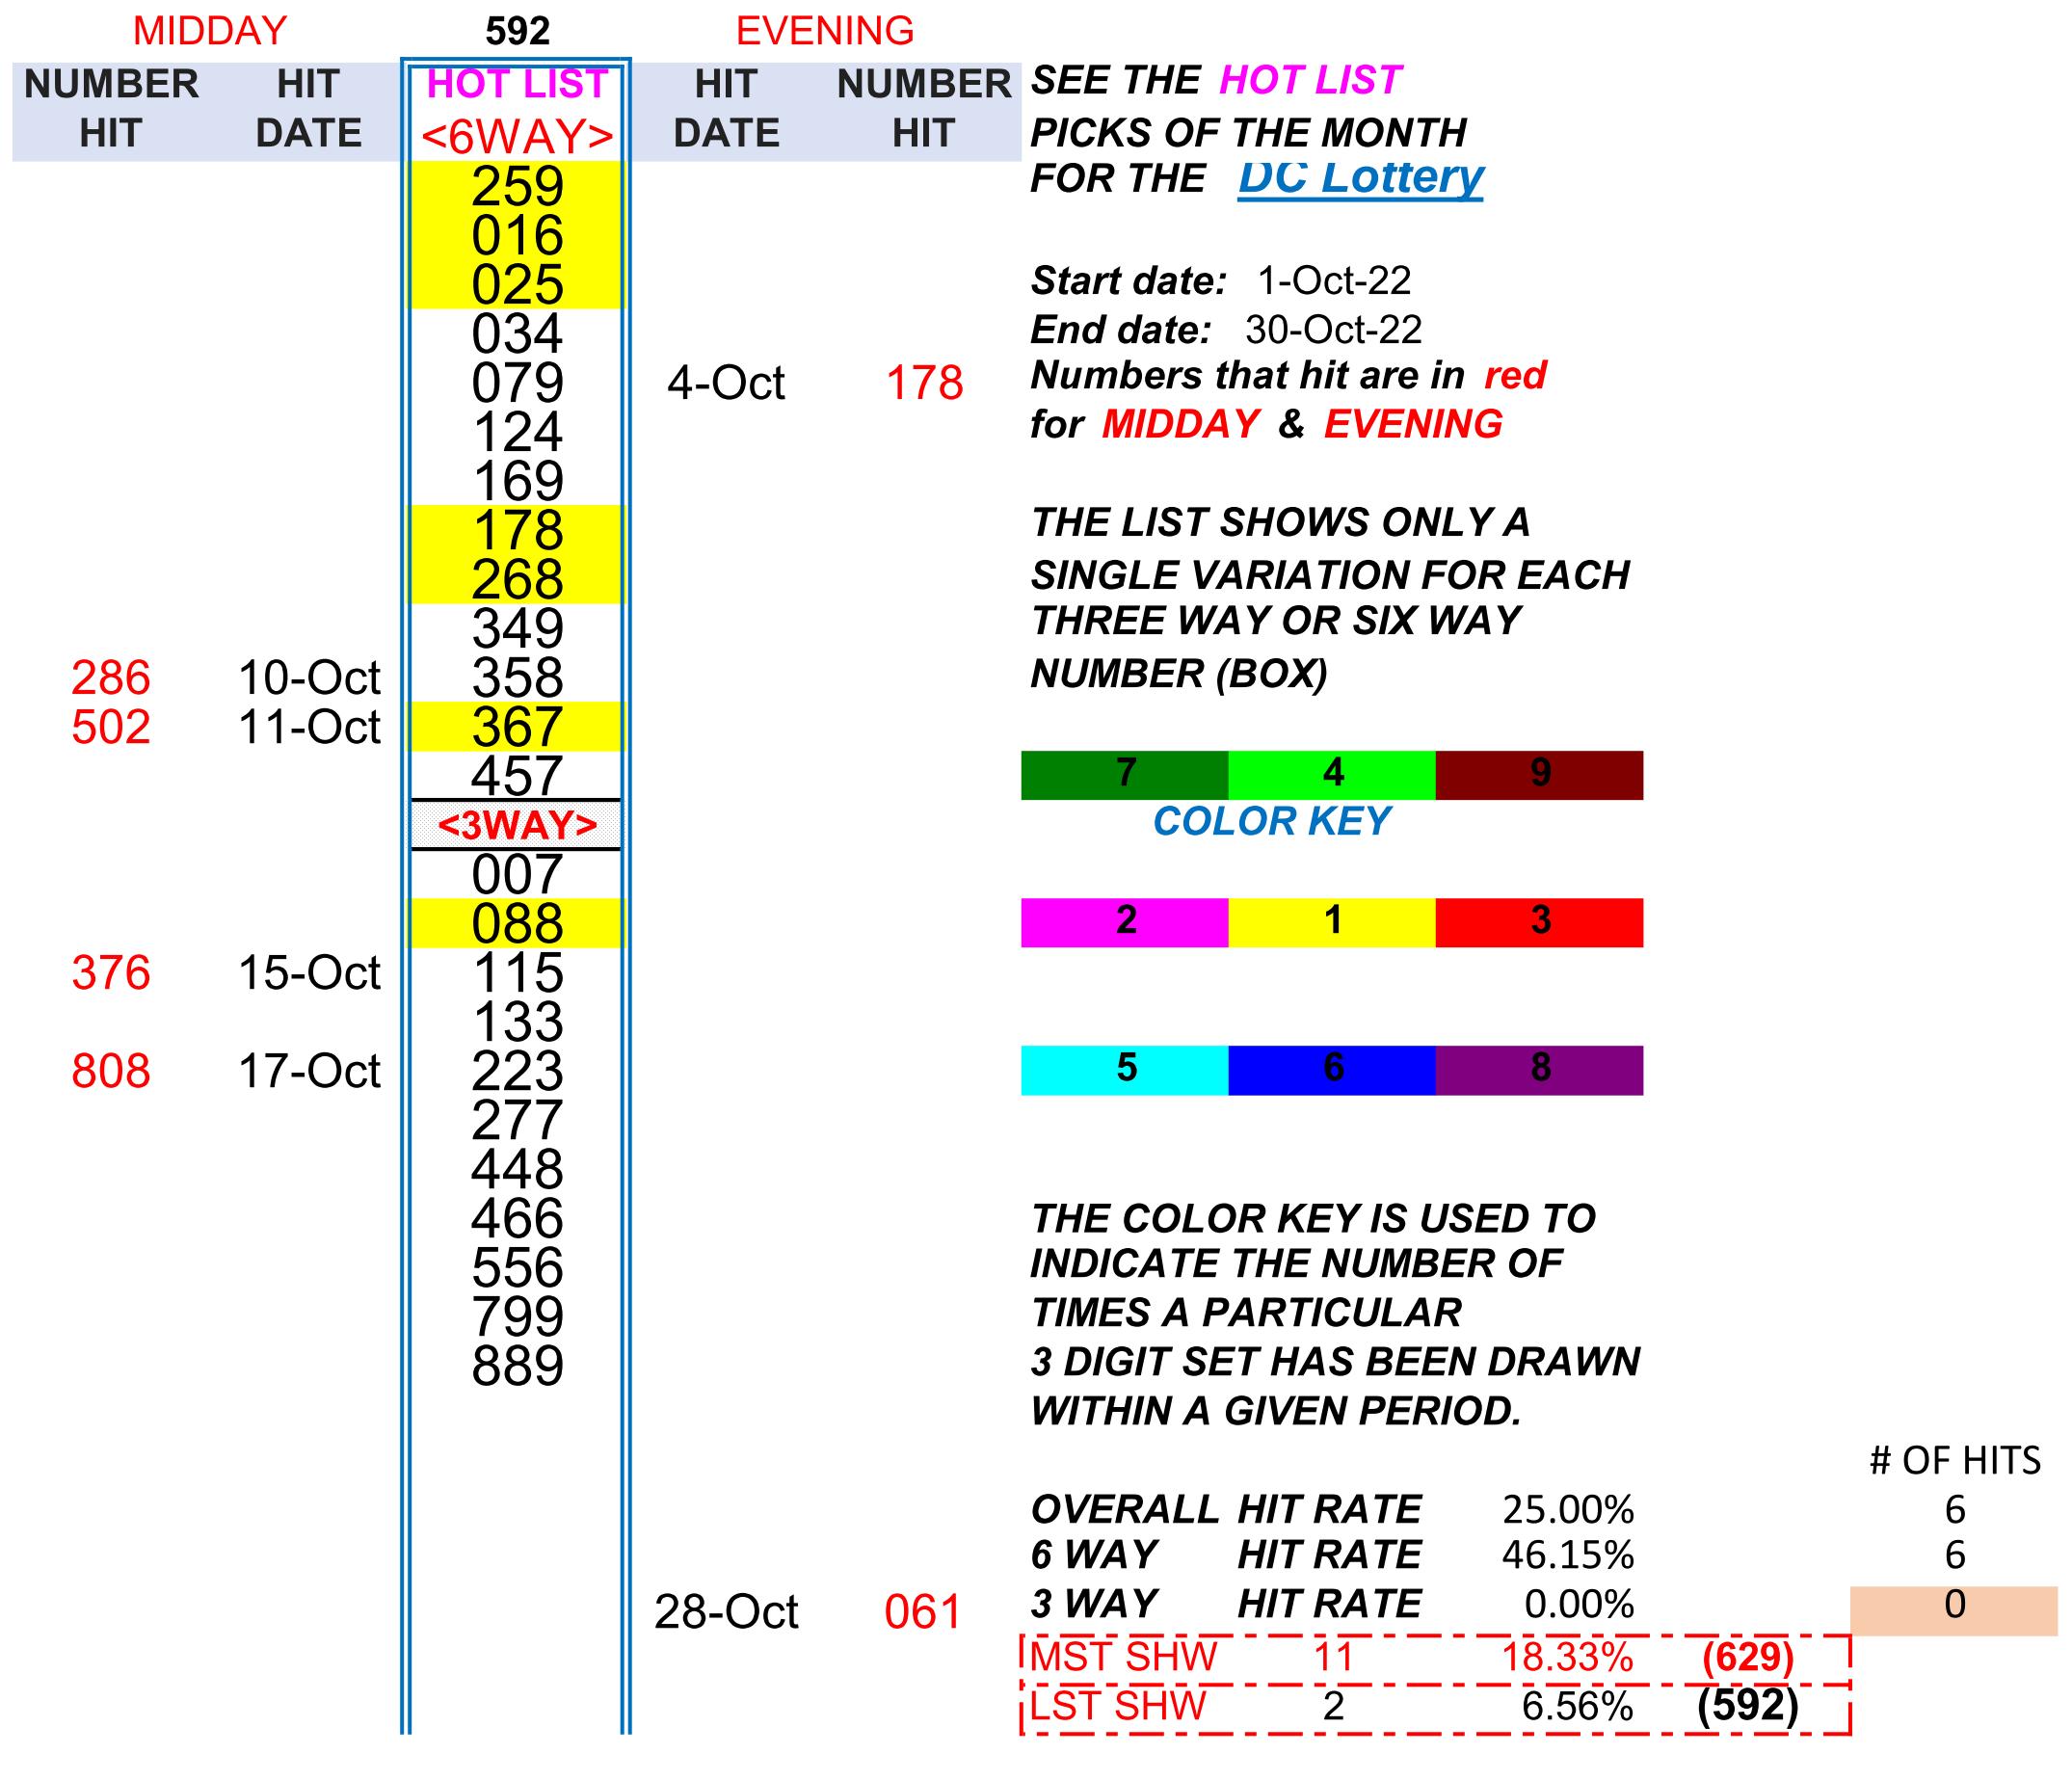 MIDDAY 592 EVENING
NUMBER HIT HOT LIST HIT NUMBER SEE THE HOT LIST
HIT DATE <6WAY> DATE HIT PICKS OF THE MONTH
259 FOR THE DC Lottery
016
025 Start date: 1-Oct-22
034 End date: 30-Oct-22
079 4-Oct 178 Numbers that hit are in red
124 for MIDDAY & EVENING
169
178 THE LIST SHOWS ONLY A
268 SINGLE VARIATION FOR EACH
349 THREE WAY OR SIX WAY
286 10-Oct 358 NUMBER (BOX)
502 11-Oct 367
457 7 4 9
<3WAY> COLOR KEY
007
088 2 1 3
376 15-Oct 115
133
808 17-Oct 223 5 6 8
277
448
466 THE COLOR KEY IS USED TO
556 INDICATE THE NUMBER OF
799 TIMES A PARTICULAR
889 3 DIGIT SET HAS BEEN DRAWN
WITHIN A GIVEN PERIOD.
# OF HITS
OVERALL HIT RATE 25.00% 6
6 WAY HIT RATE 46.15% 6
28-Oct 061 3 WAY HIT RATE 0.00% 0
MST SHW 11 18.33% (629)
LST SHW 2 6.56% (592)